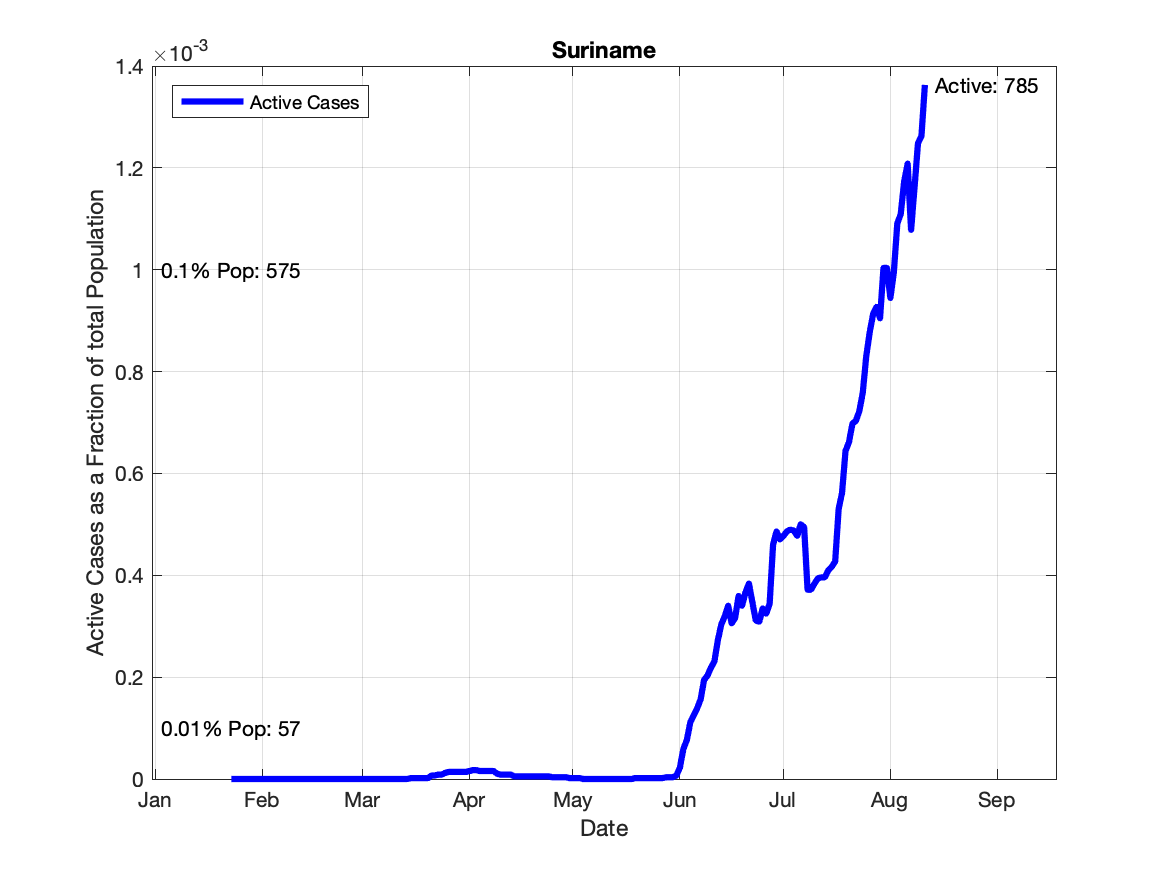 Suriname
×10-3
1.4
1.2
1
0.8
0.6
0.4
0.2
0
Active Cases
Active: 785
0.1% Pop: 575
0.01% Pop: 57
Active Cases as a Fraction of total Population
Jan Feb Mar Apr May Jun Jul Aug Sep
Date